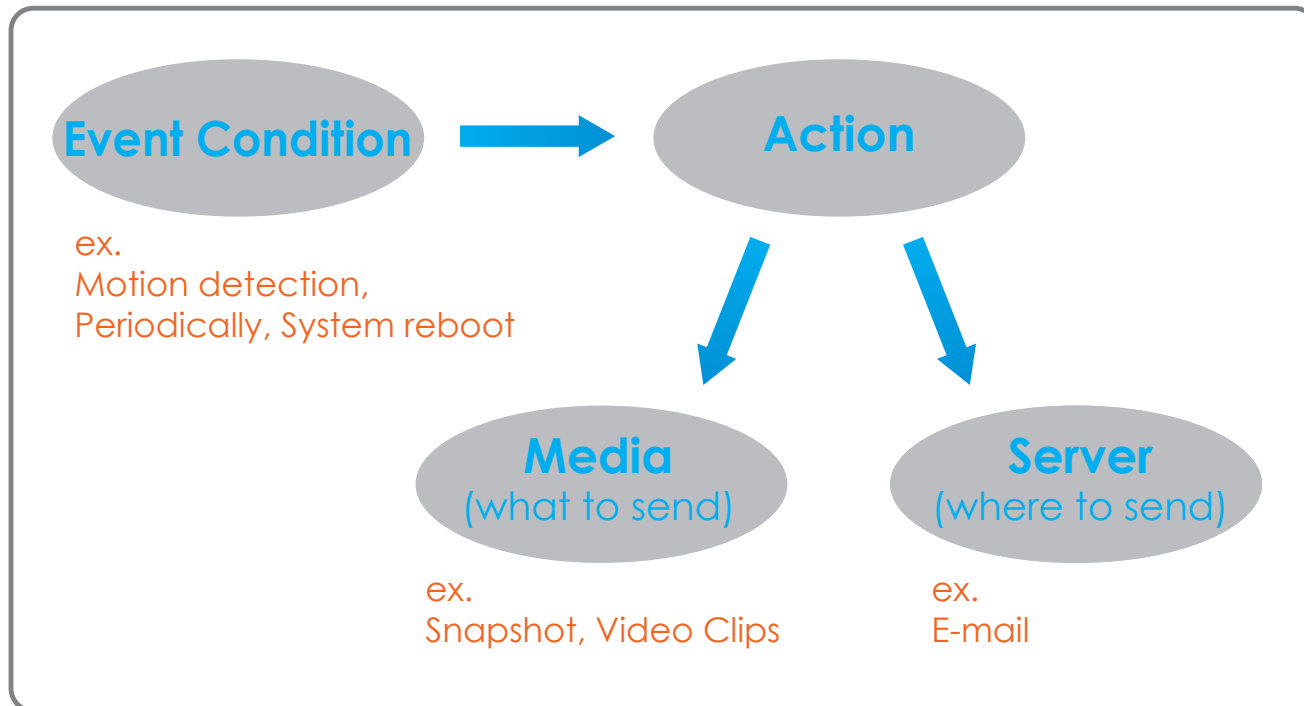 Event Condition
Action
ex.
Motion detection,
Periodically, System reboot
Media
(what to send)
Server
(where to send)
ex.
Snapshot, Video Clips
ex.
E-mail